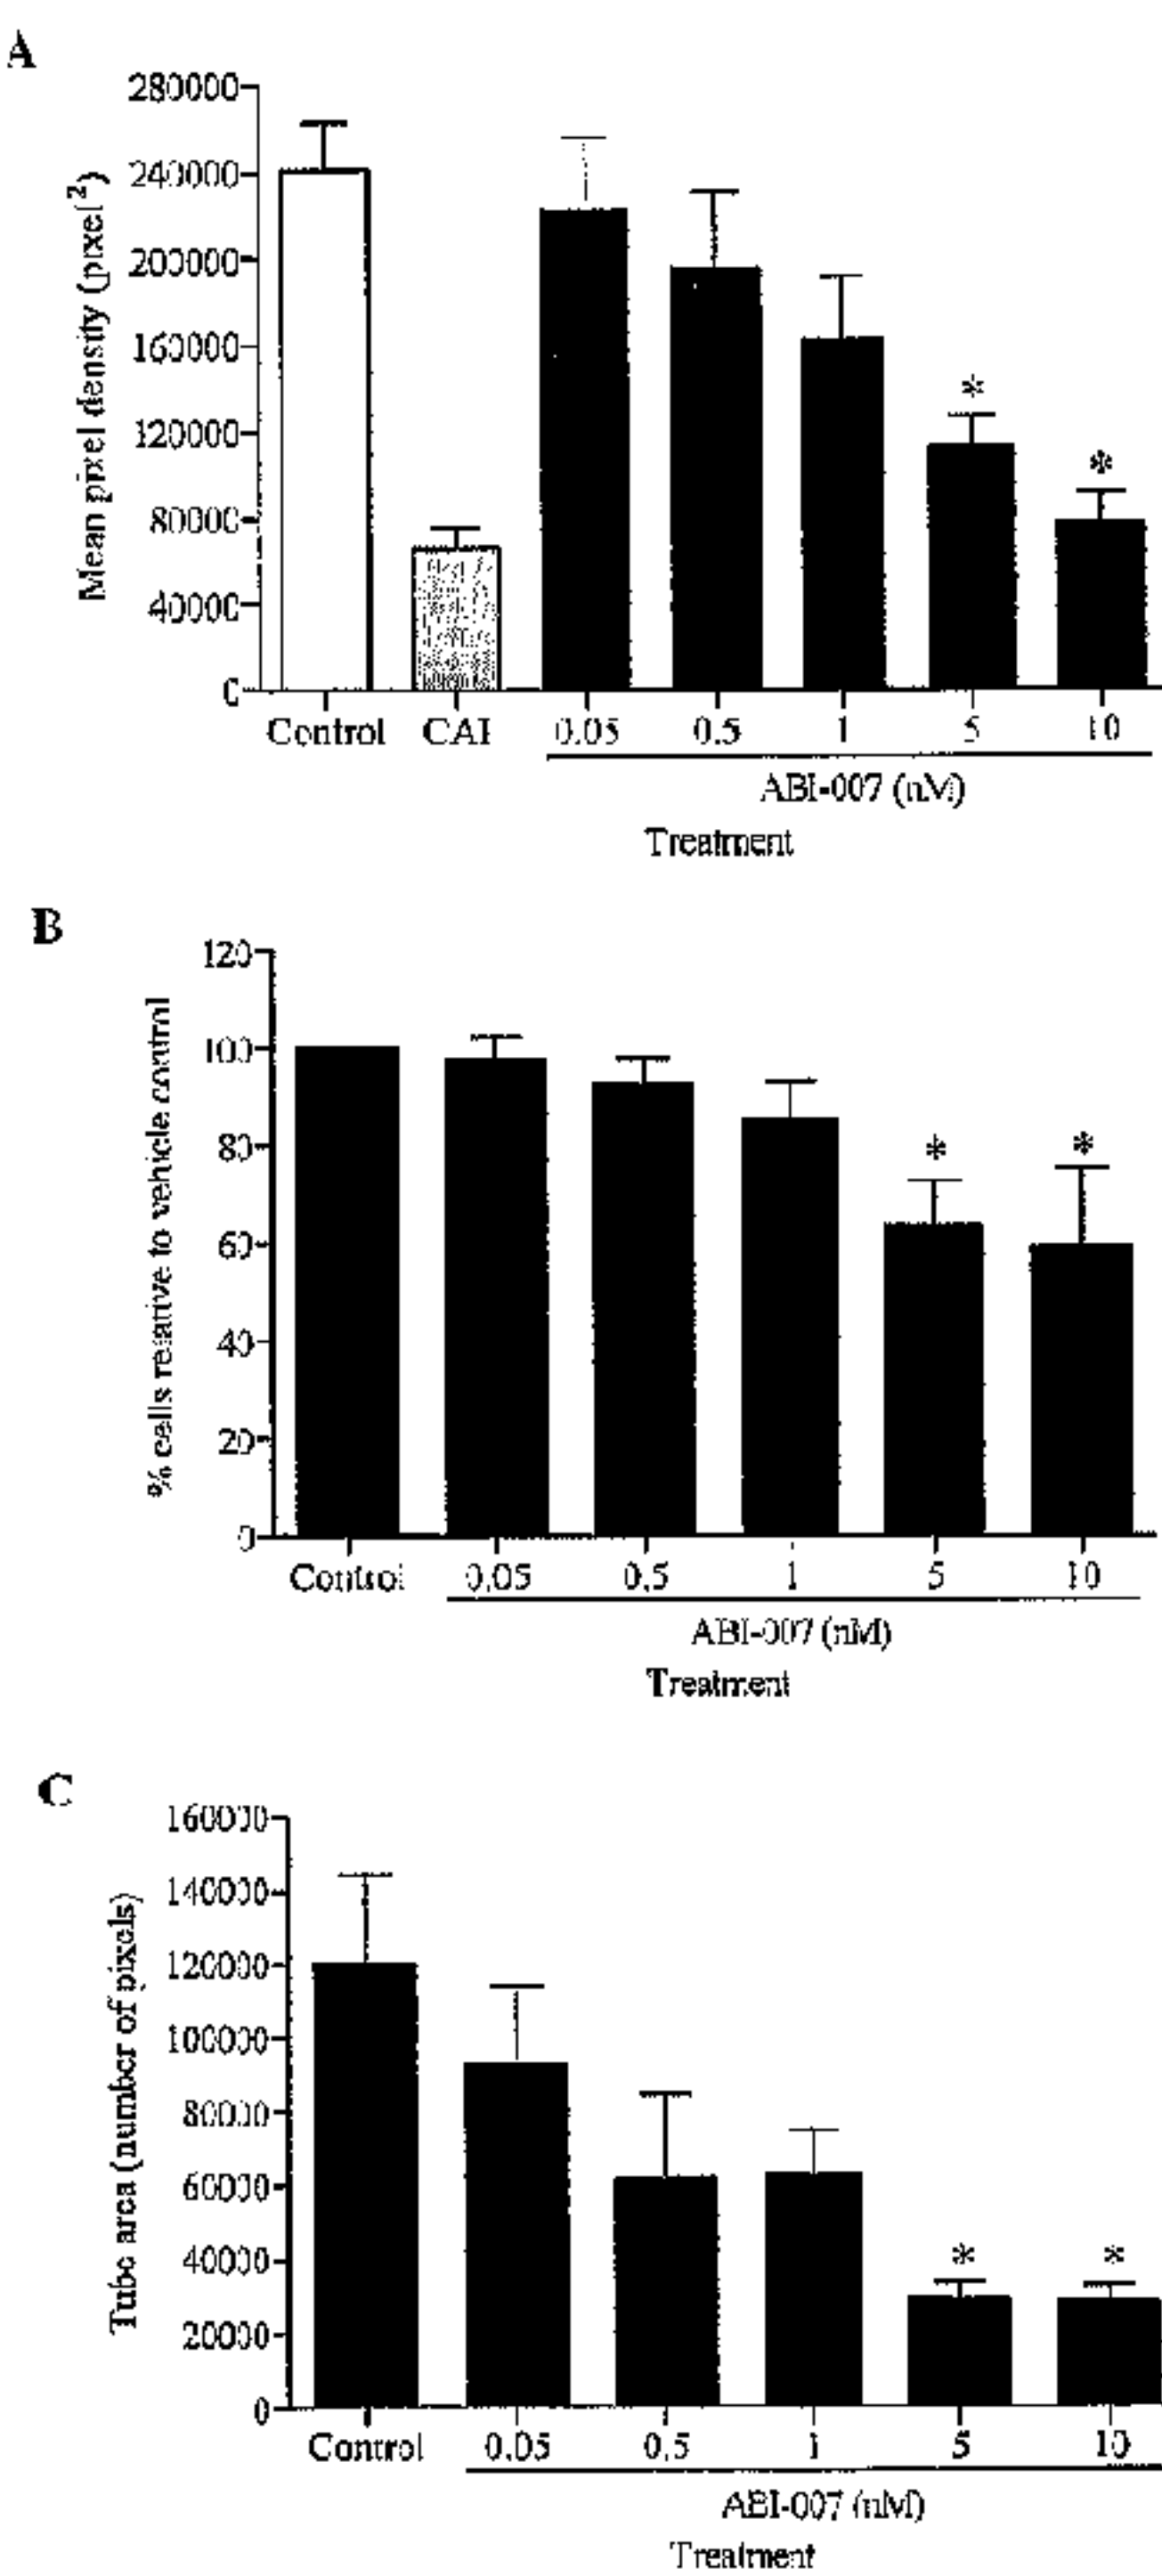 A
280000
240000
200000
160000
120000
80000
40000
0
Mean pixel density (pixel²)
* *
Control CAI 0.05 0.5 1 5 10
ABI-007 (nM)
Treatment
B
120
100
80
60
40
20
0
% cells relative to vehicle control
* *
Control 0.05 0.5 1 5 10
ABI-007 (nM)
Treatment
C
160000
140000
120000
100000
80000
60000
40000
20000
0
Tube area (number of pixels)
* *
Control 0.05 0.5 1 5 10
ABI-007 (nM)
Treatment